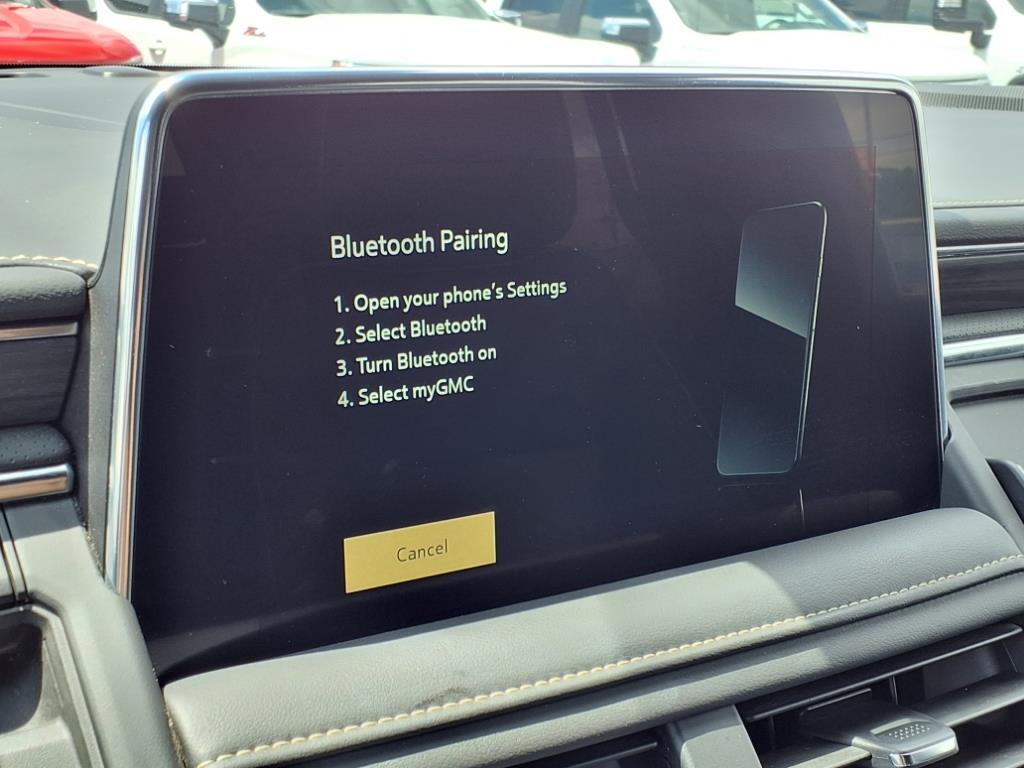 Bluetooth Pairing
1. Open your phone's Settings
2. Select Bluetooth
3. Turn Bluetooth on
4. Select myGMC
Cancel